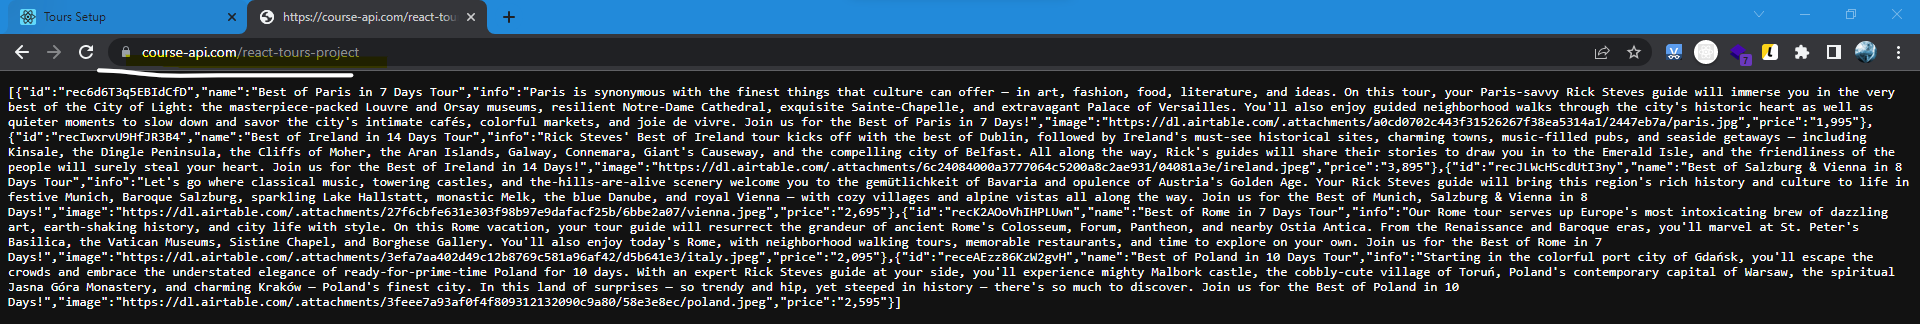 Tours Setup
https://course-api.com/react-tou
course-api.com/react-tours-project
7
[{"id":"rec6d6T3q5EBIdCfD","name":"Best of Paris in 7 Days Tour","info":"Paris is synonymous with the finest things that culture can offer — in art, fashion, food, literature, and ideas. On this tour, your Paris-savvy Rick Steves guide will immerse you in the very
best of the City of Light: the masterpiece-packed Louvre and Orsay museums, resilient Notre-Dame Cathedral, exquisite Sainte-Chapelle, and extravagant Palace of Versailles. You'll also enjoy guided neighborhood walks through the city's historic heart as well as
quieter moments to slow down and savor the city's intimate cafés, colorful markets, and joie de vivre. Join us for the Best of Paris in 7 Days!","image":"https://dl.airtable.com/.attachments/a0cd0702c443f31526267f38ea5314a1/2447eb7a/paris.jpg","price":"1,995"},
{"id":"recIwxrvU9HfJR3B4","name":"Best of Ireland in 14 Days Tour","info":"Rick Steves' Best of Ireland tour kicks off with the best of Dublin, followed by Ireland's must-see historical sites, charming towns, music-filled pubs, and seaside getaways — including
Kinsale, the Dingle Peninsula, the Cliffs of Moher, the Aran Islands, Galway, Connemara, Giant's Causeway, and the compelling city of Belfast. All along the way, Rick's guides will share their stories to draw you in to the Emerald Isle, and the friendliness of the
people will surely steal your heart. Join us for the Best of Ireland in 14 Days!","image":"https://dl.airtable.com/.attachments/6c24084000a3777064c5200a8c2ae931/04081a3e/ireland.jpeg","price":"3,895"},{"id":"recJLWcHScdUtI3ny","name":"Best of Salzburg & Vienna in 8
Days Tour","info":"Let's go where classical music, towering castles, and the-hills-are-alive scenery welcome you to the gemütlichkeit of Bavaria and opulence of Austria's Golden Age. Your Rick Steves guide will bring this region's rich history and culture to life in
festive Munich, Baroque Salzburg, sparkling Lake Hallstatt, monastic Melk, the blue Danube, and royal Vienna — with cozy villages and alpine vistas all along the way. Join us for the Best of Munich, Salzburg & Vienna in 8
Days!","image":"https://dl.airtable.com/.attachments/27f6cbfe631e303f98b97e9dafacf25b/6bbe2a07/vienna.jpeg","price":"2,695"},{"id":"recK2AOoVhIHPLUwn","name":"Best of Rome in 7 Days Tour","info":"Our Rome tour serves up Europe's most intoxicating brew of dazzling
art, earth-shaking history, and city life with style. On this Rome vacation, your tour guide will resurrect the grandeur of ancient Rome's Colosseum, Forum, Pantheon, and nearby Ostia Antica. From the Renaissance and Baroque eras, you'll marvel at St. Peter's
Basilica, the Vatican Museums, Sistine Chapel, and Borghese Gallery. You'll also enjoy today's Rome, with neighborhood walking tours, memorable restaurants, and time to explore on your own. Join us for the Best of Rome in 7
Days!","image":"https://dl.airtable.com/.attachments/3efa7aa402d49c12b8769c581a96af42/d5b641e3/italy.jpeg","price":"2,095"},{"id":"receAEzz86KzW2gvH","name":"Best of Poland in 10 Days Tour","info":"Starting in the colorful port city of Gdańsk, you'll escape the
crowds and embrace the understated elegance of ready-for-prime-time Poland for 10 days. With an expert Rick Steves guide at your side, you'll experience mighty Malbork castle, the cobbly-cute village of Toruń, Poland's contemporary capital of Warsaw, the spiritual
Jasna Góra Monastery, and charming Kraków — Poland's finest city. In this land of surprises — so trendy and hip, yet steeped in history — there's so much to discover. Join us for the Best of Poland in 10
Days!","image":"https://dl.airtable.com/.attachments/3feee7a93af0f4f809312132090c9a80/58e3e8ec/poland.jpeg","price":"2,595"}]